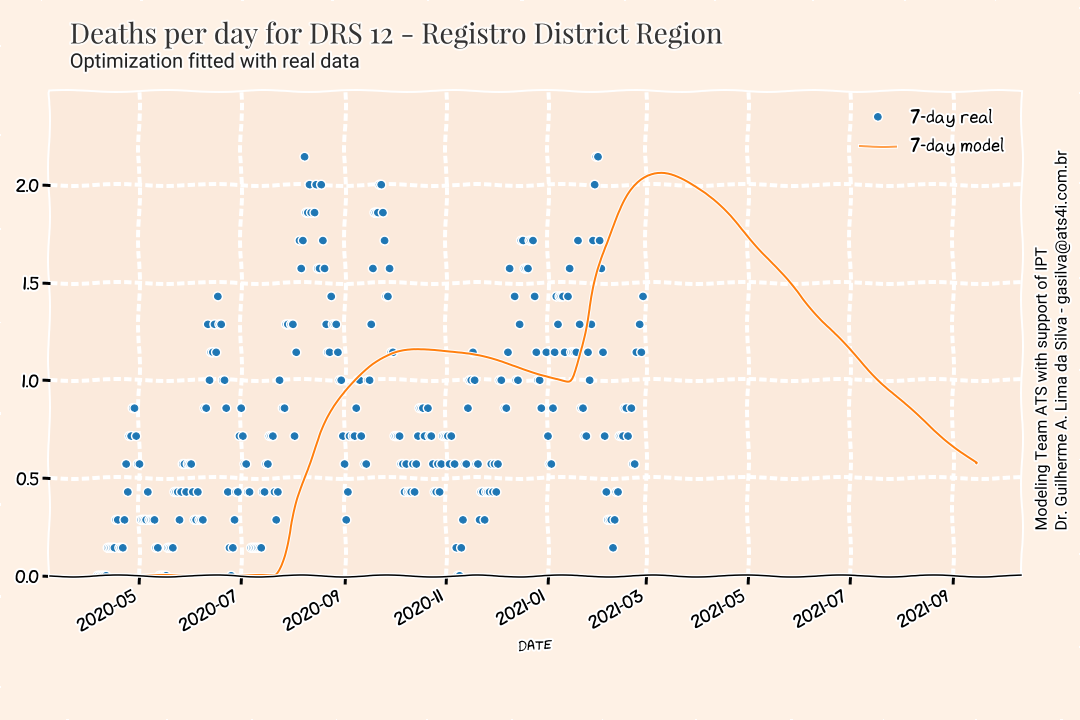 Deaths per day for DRS 12 - Registro District Region
Optimization fitted with real data
7-day real
7-day model
2.0
1.5
1.0
0.5
0.0
2020-05
2020-07
2020-09
2020-11
2021-01
2021-03
2021-05
2021-07
2021-09
DATE
Modeling Team ATS with support of IPT
Dr. Guilherme A. Lima da Silva - gasilva@ats4i.com.br